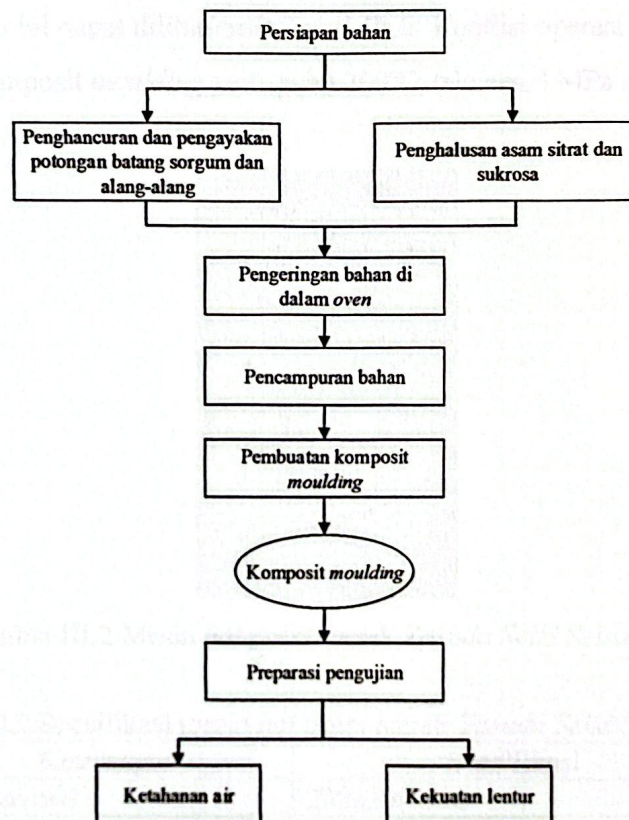 Persiapan bahan
Penghancuran dan pengayakan
potongan batang sorgum dan
alang-alang
Penghalusan asam sitrat dan
sukrosa
Pengeringan bahan di
dalam oven
Pencampuran bahan
Pembuatan komposit
moulding
Komposit moulding
Preparasi pengujian
Ketahanan air
Kekuatan lentur